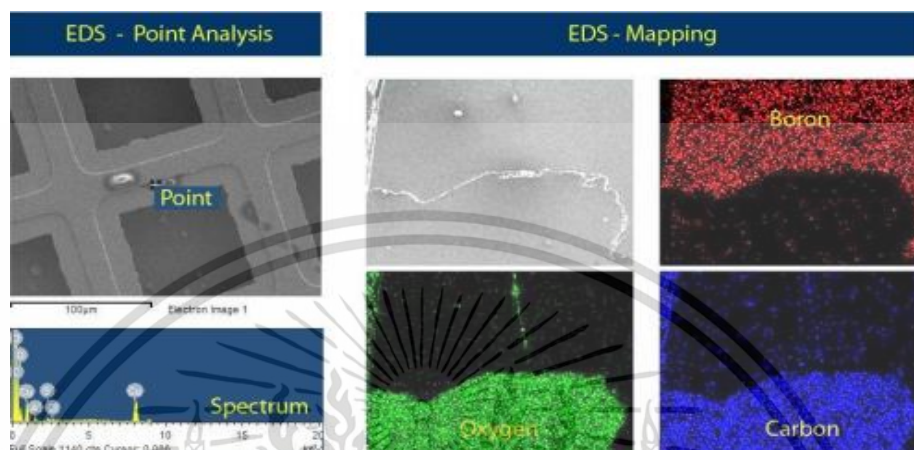 EDS - Point Analysis
EDS - Mapping
Point
Boron
100µm
Electron Image 1
Spectrum
0 5 10 15 20
Oxygen
Carbon